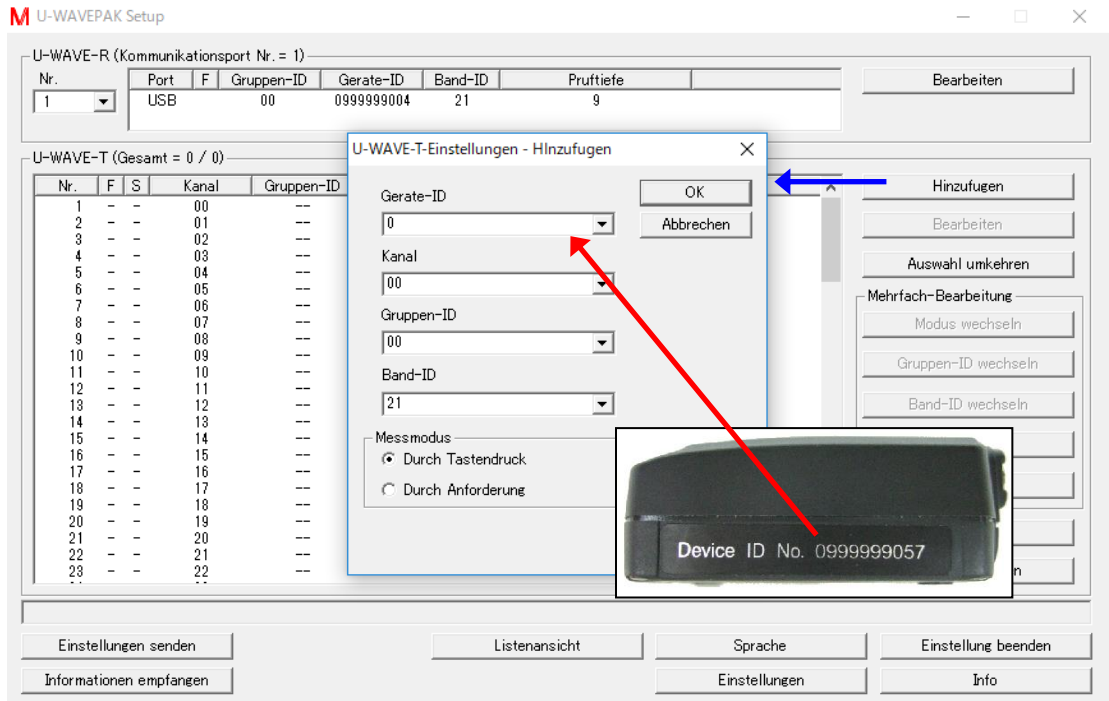 M U-WAVEPAK Setup
U-WAVE-R (Kommunikationsport Nr. = 1)
Nr. Port F Gruppen-ID Gerate-ID Band-ID Pruftiefe
1 USB 00 0999999004 21 9
Bearbeiten
U-WAVE-T (Gesamt = 0 / 0)
Nr. F S Kanal Gruppen-ID
1 - - 00 --
2 - - 01 --
3 - - 02 --
4 - - 03 --
5 - - 04 --
6 - - 05 --
7 - - 06 --
8 - - 07 --
9 - - 08 --
10 - - 09 --
11 - - 10 --
12 - - 11 --
13 - - 12 --
14 - - 13 --
15 - - 14 --
16 - - 15 --
17 - - 16 --
18 - - 17 --
19 - - 18 --
20 - - 19 --
21 - - 20 --
22 - - 21 --
23 - - 22 --
U-WAVE-T-Einstellungen - HInzufugen
Gerate-ID
0
Kanal
00
Gruppen-ID
00
Band-ID
21
Messmodus
Durch Tastendruck
Durch Anforderung
OK
Abbrechen
Device ID No. 0999999057
Hinzufugen
Bearbeiten
Auswahl umkehren
Mehrfach-Bearbeitung
Modus wechseln
Gruppen-ID wechseln
Band-ID wechseln
Einstellungen senden
Listenansicht
Sprache
Einstellung beenden
Informationen empfangen
Einstellungen
Info